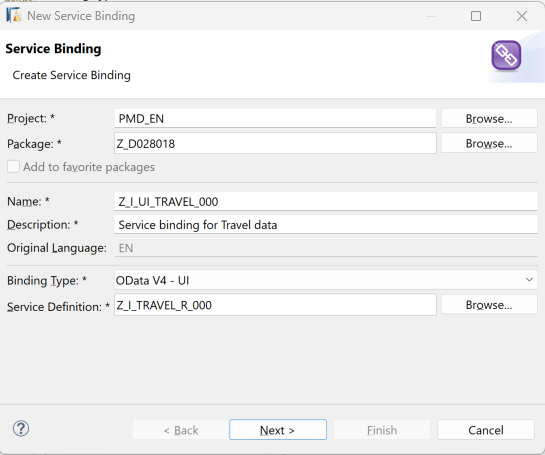 New Service Binding
Service Binding
Create Service Binding
Project: * PMD_EN Browse...
Package: * Z_D028018 Browse...
Add to favorite packages
Name: * Z_I_UI_TRAVEL_000
Description: * Service binding for Travel data
Original Language: EN
Binding Type: * OData V4 - UI
Service Definition: * Z_I_TRAVEL_R_000 Browse...
? < Back Next > Finish Cancel